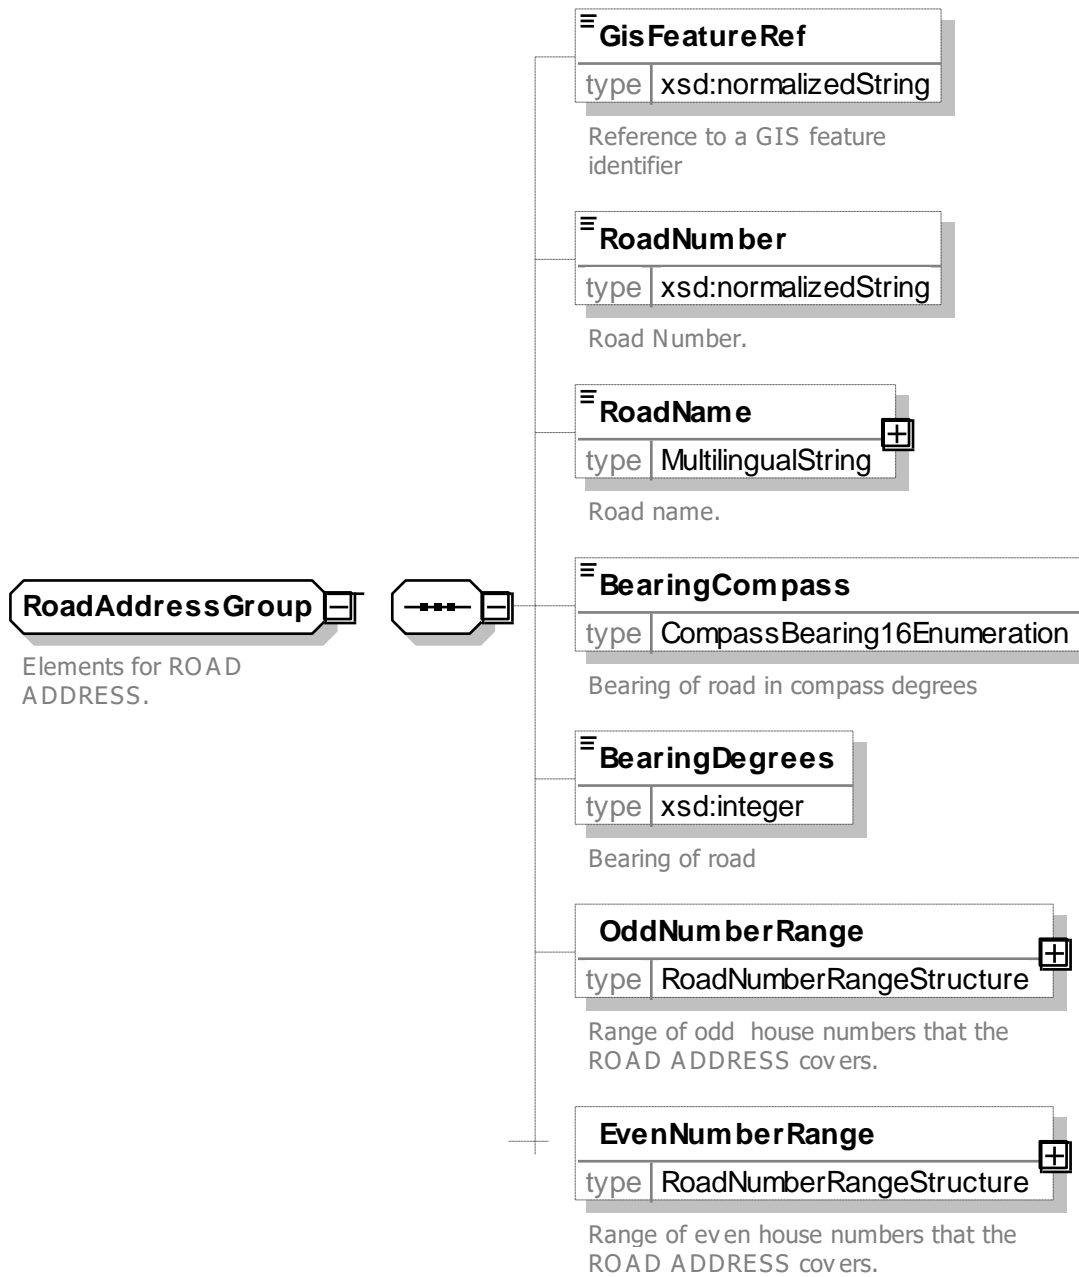 GisFeatureRef
type xsd:normalizedString
Reference to a GIS feature
identifier
RoadNumber
type xsd:normalizedString
Road Number.
RoadName
type MultilingualString
Road name.
RoadAddressGroup
Elements for ROAD
ADDRESS.
BearingCompass
type CompassBearing16Enumeration
Bearing of road in compass degrees
BearingDegrees
type xsd:integer
Bearing of road
OddNumberRange
type RoadNumberRangeStructure
Range of odd house numbers that the
ROAD ADDRESS covers.
EvenNumberRange
type RoadNumberRangeStructure
Range of even house numbers that the
ROAD ADDRESS covers.